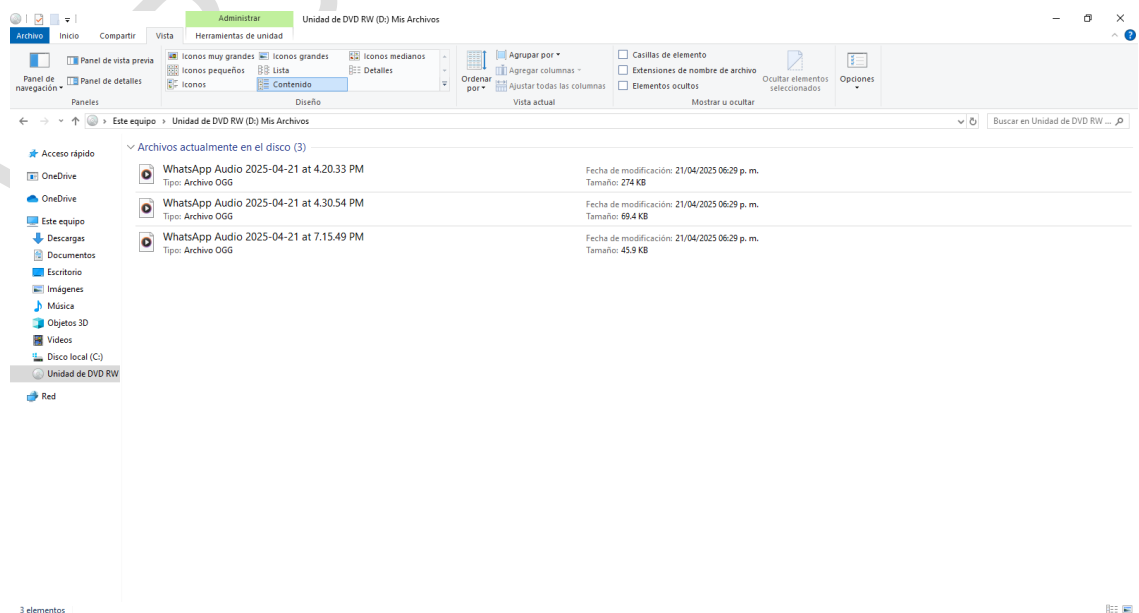 Administrar
Unidad de DVD RW (D:) Mis Archivos
Archivo Inicio Compartir Vista Herramientas de unidad
Panel de navegación
Panel de vista previa
Panel de detalles
Paneles
Iconos muy grandes Iconos grandes Iconos medianos
Iconos pequeños Lista Detalles
Iconos Contenido
Diseño
Ordenar por
Agrupar por
Agregar columnas
Ajustar todas las columnas
Vista actual
Casillas de elemento
Extensiones de nombre de archivo
Elementos ocultos
Ocultar elementos seleccionados
Mostrar u ocultar
Opciones
Este equipo > Unidad de DVD RW (D:) Mis Archivos
Buscar en Unidad de DVD RW ...
Acceso rápido
OneDrive
OneDrive
Este equipo
Descargas
Documentos
Escritorio
Imágenes
Música
Objetos 3D
Videos
Disco local (C:)
Unidad de DVD RW
Red
Archivos actualmente en el disco (3)
WhatsApp Audio 2025-04-21 at 4.20.33 PM
Tipo: Archivo OGG
Fecha de modificación: 21/04/2025 06:29 p. m.
Tamaño: 274 KB
WhatsApp Audio 2025-04-21 at 4.30.54 PM
Tipo: Archivo OGG
Fecha de modificación: 21/04/2025 06:29 p. m.
Tamaño: 69.4 KB
WhatsApp Audio 2025-04-21 at 7.15.49 PM
Tipo: Archivo OGG
Fecha de modificación: 21/04/2025 06:29 p. m.
Tamaño: 45.9 KB
3 elementos